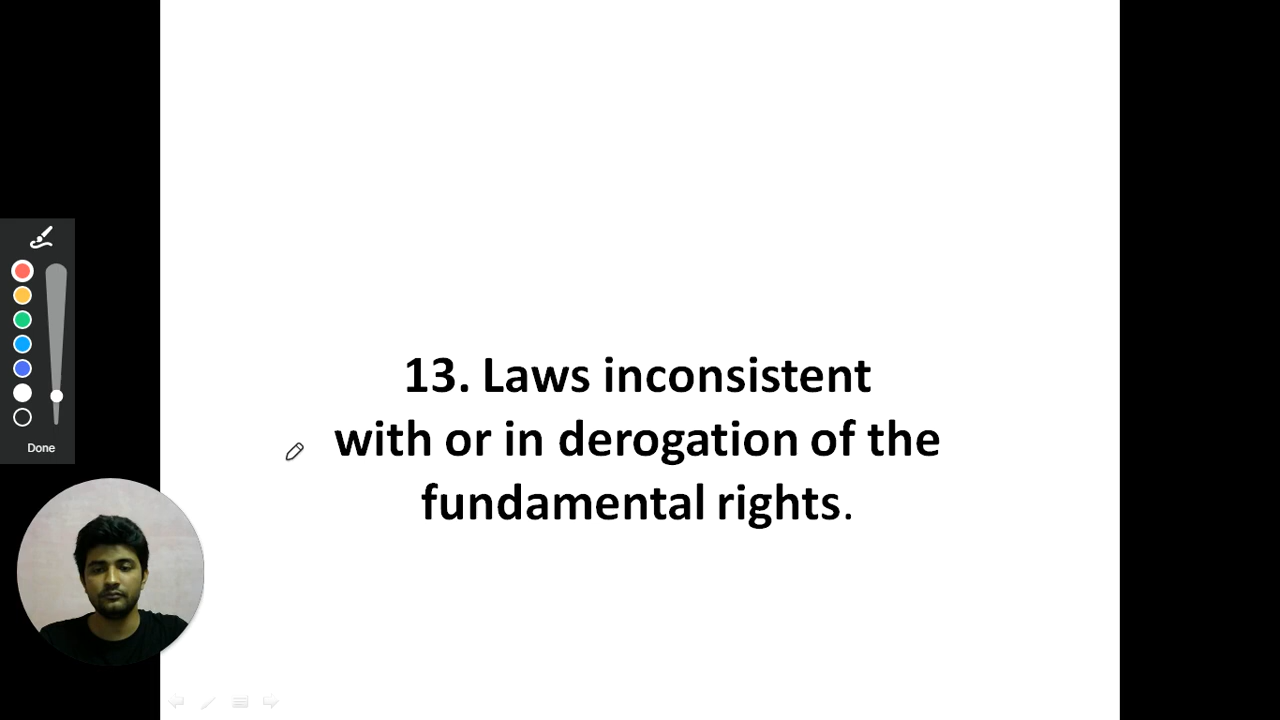 13. Laws inconsistent
with or in derogation of the
fundamental rights.
Done